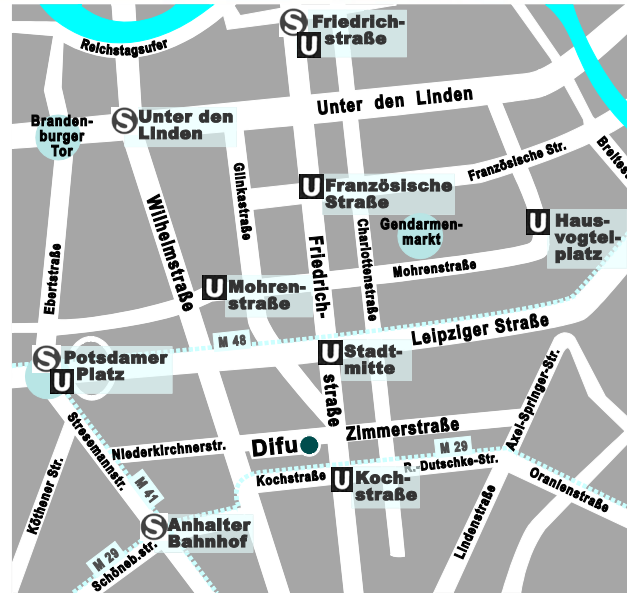 S Friedrich-
U straße
Reichstagsufer
Unter den Linden
Branden-
burger
Tor
S Unter den
Linden
Glinkastraße
Französische Str.
Breitest
U Französische
Straße
Wilhelmstraße
Friedrich-
Charlottenstraße
Gendarmen-
markt
U Haus-
vogtei-
platz
Ebertstraße
Mohrenstraße
U Mohren-
straße
M 48
Leipziger Straße
S Potsdamer
U Platz
U Stadt-
mitte
straße
Axel-Springer-Str.
Stresemannstr.
Niederkirchnerstr.
Difu
Zimmerstraße
M 29
Kochstraße
R.-Dutschke-Str.
U Koch-
straße
Oranienstraße
Köthener Str.
M 41
Lindenstraße
S Anhalter
Bahnhof
M 29
Schöneb.str.